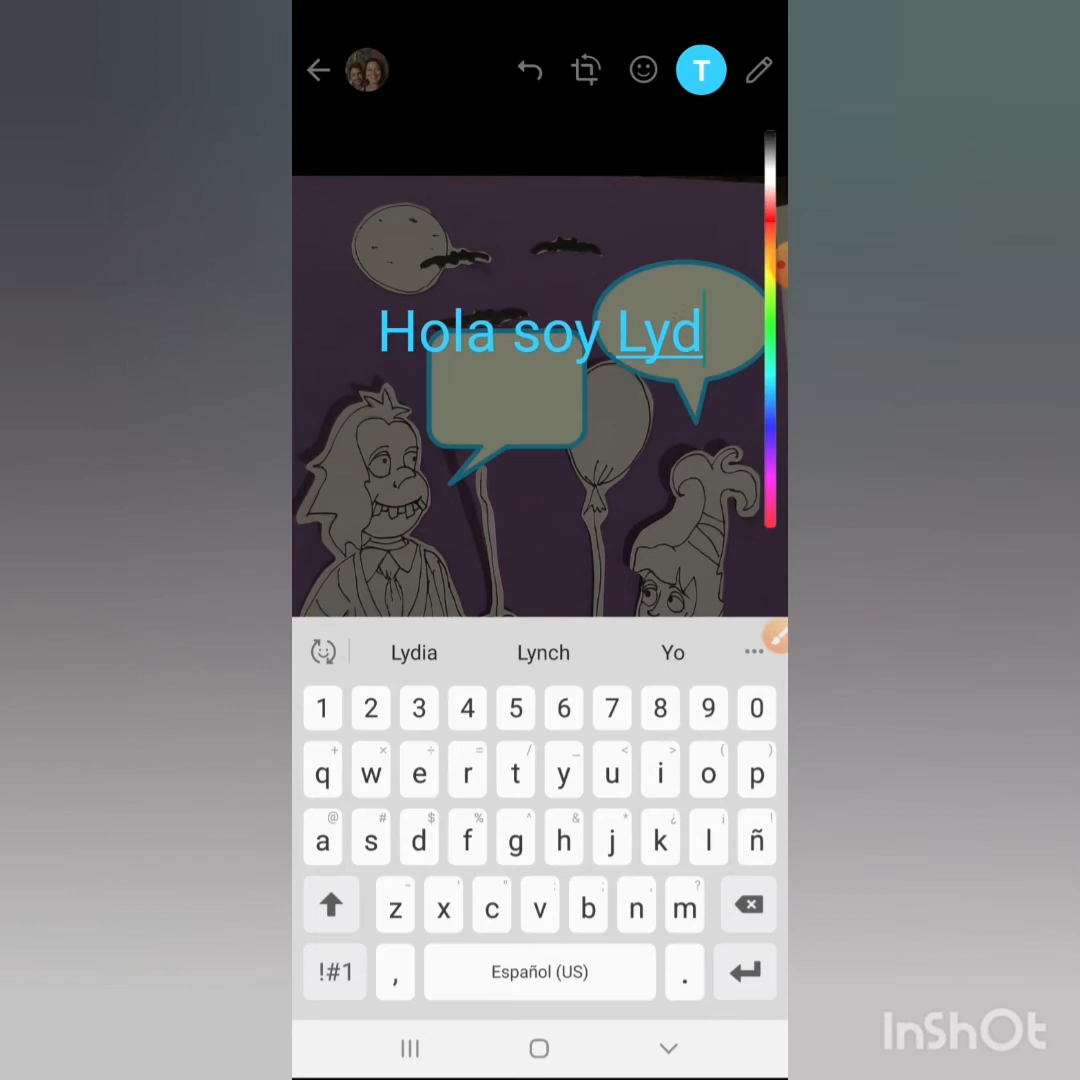 T
Hola soy Lyd
Lydia Lynch Yo ...
1 2 3 4 5 6 7 8 9 0
+ × ÷ = / _ < > ( )
q w e r t y u i o p
@ # $ % ^ & * ¿ ¡ !
a s d f g h j k l ñ
- ' " : ; , ?
z x c v b n m
!#1 , Español (US) .
InShOt